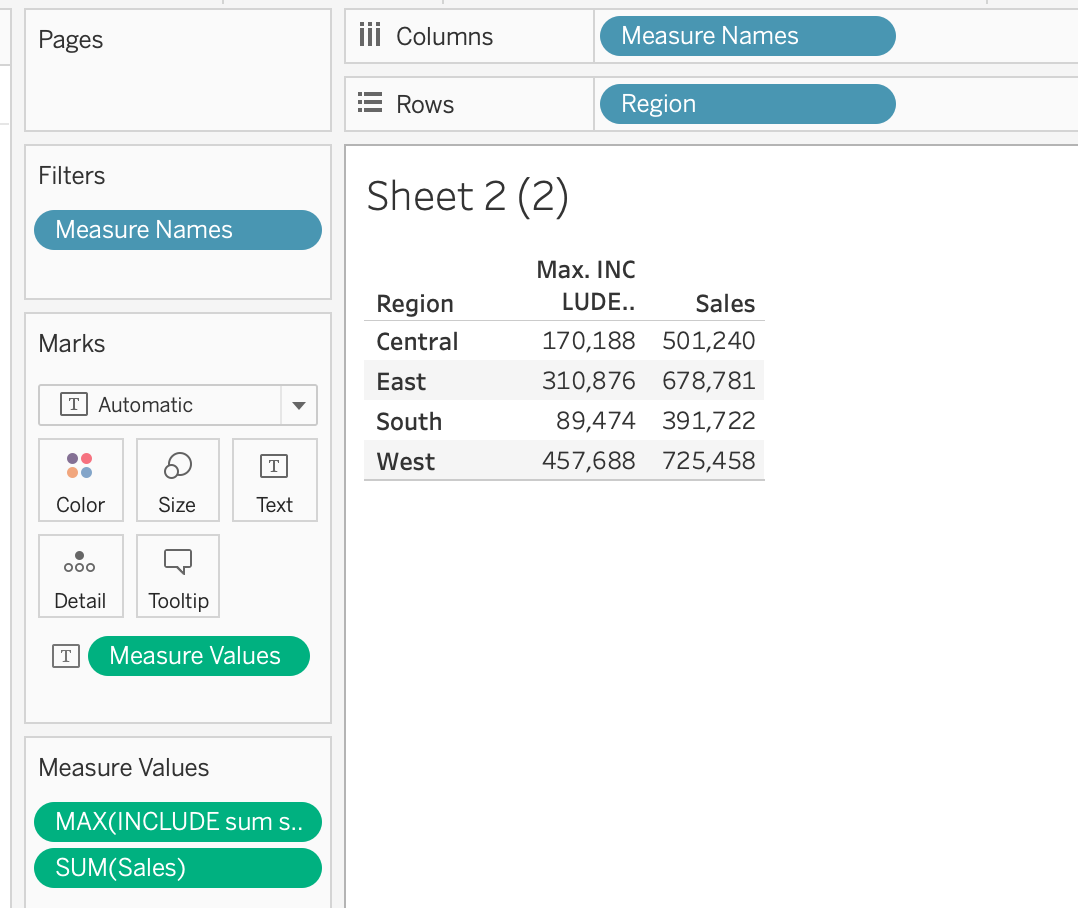 Pages
Columns Measure Names
Rows Region
Filters
Measure Names
Marks
T Automatic
Color Size T Text
Detail Tooltip
T Measure Values
Measure Values
MAX(INCLUDE sum s..
SUM(Sales)
Sheet 2 (2)
Max. INC
Region LUDE.. Sales
Central 170,188 501,240
East 310,876 678,781
South 89,474 391,722
West 457,688 725,458